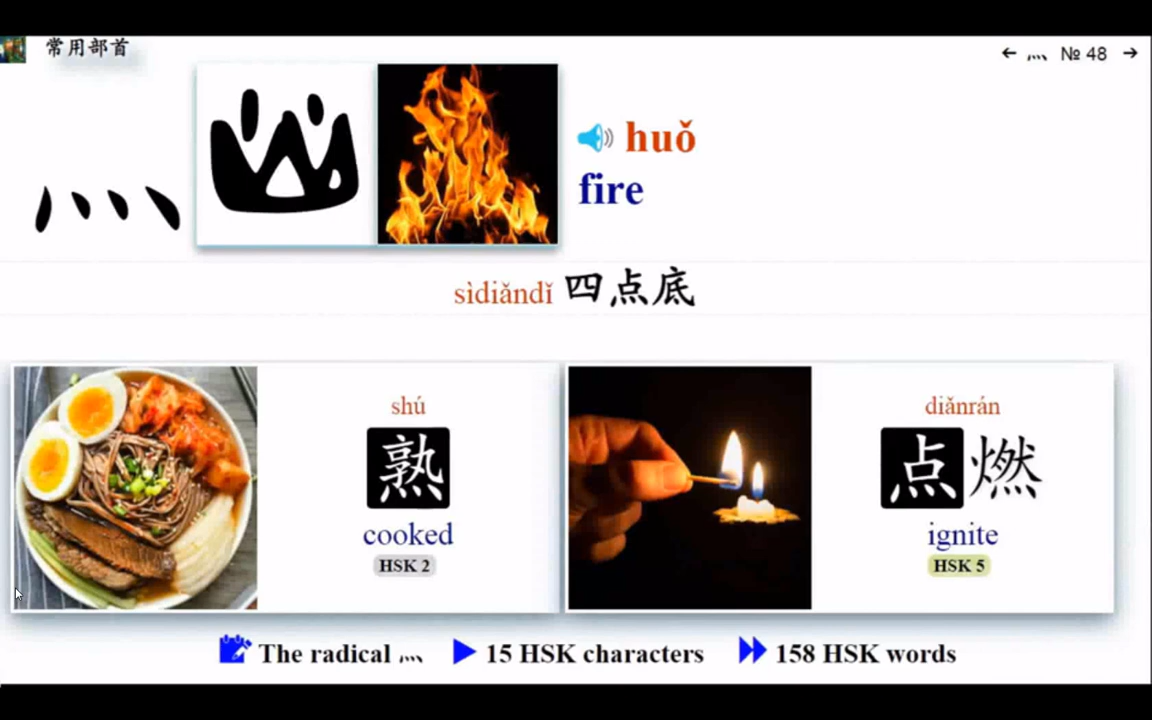 常用部首
← 灬 № 48 →
灬
huǒ
fire
sìdiǎndǐ 四点底
shú
熟
cooked
HSK 2
diǎnrán
点燃
ignite
HSK 5
The radical 灬 15 HSK characters 158 HSK words